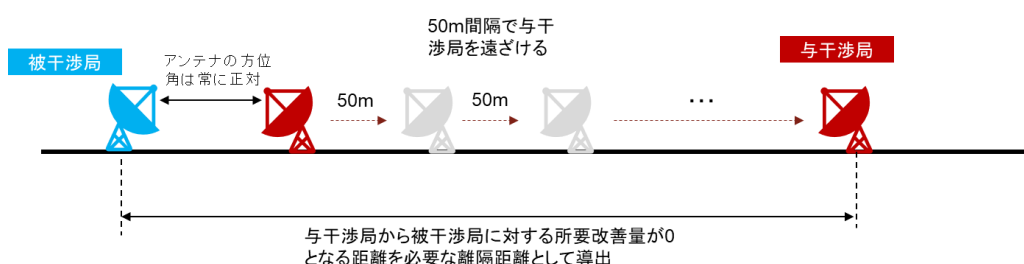 50m間隔で与干
渉局を遠ざける
被干渉局
アンテナの方位
角は常に正対
与干渉局
50m
50m
…
与干渉局から被干渉局に対する所要改善量が0
となる距離を必要な離隔距離として導出